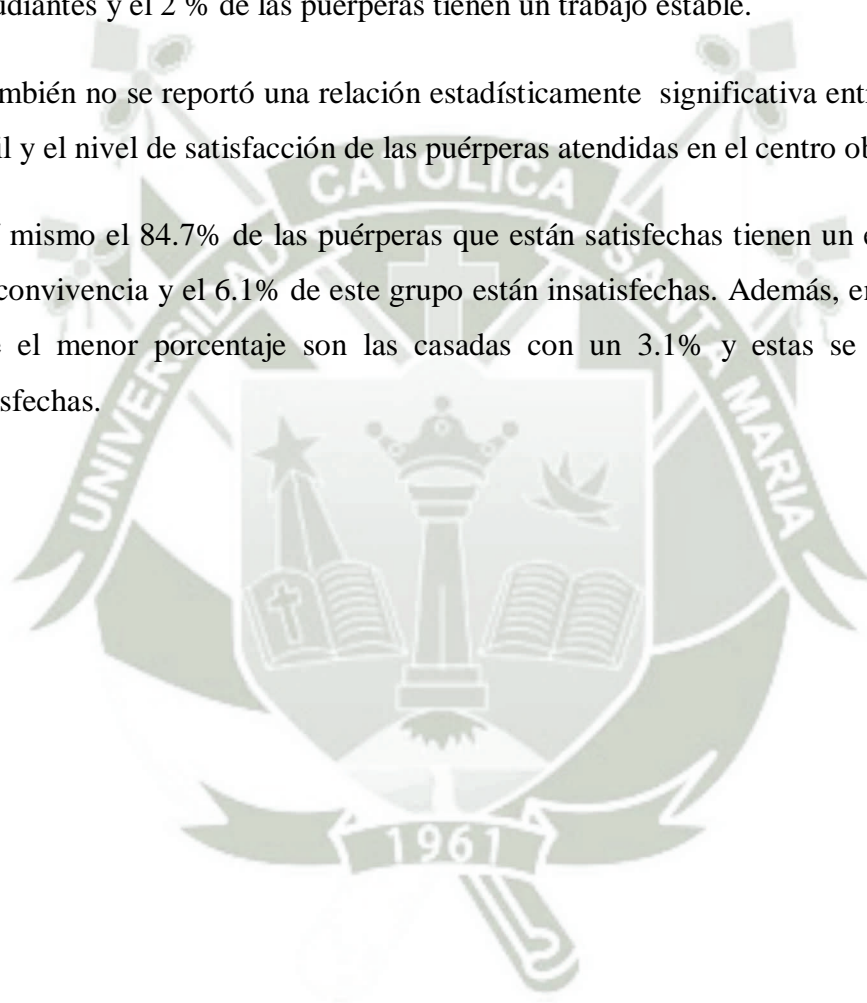 udiantes y el 2 % de las puérperas tienen un trabajo estable.
mbién no se reportó una relación estadísticamente significativa ent
il y el nivel de satisfacción de las puérperas atendidas en el centro ob
mismo el 84.7% de las puérperas que están satisfechas tienen un
convivencia y el 6.1% de este grupo están insatisfechas. Además, e
el menor porcentaje son las casadas con un 3.1% y estas se
isfechas.
UNIVERSIDAD CATOLICA SANTA MARIA
1961